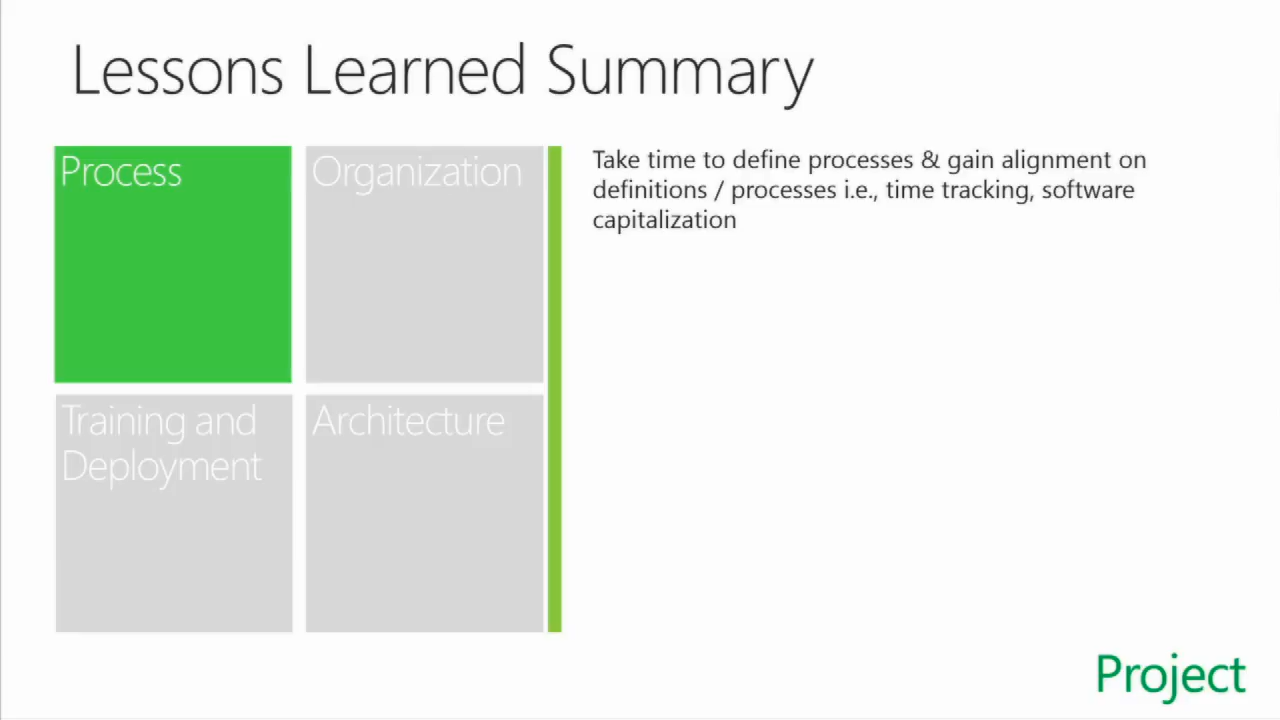 Lessons Learned Summary
Process
Organization
Take time to define processes & gain alignment on
definitions / processes i.e., time tracking, software
capitalization
Training and
Deployment
Architecture
Project